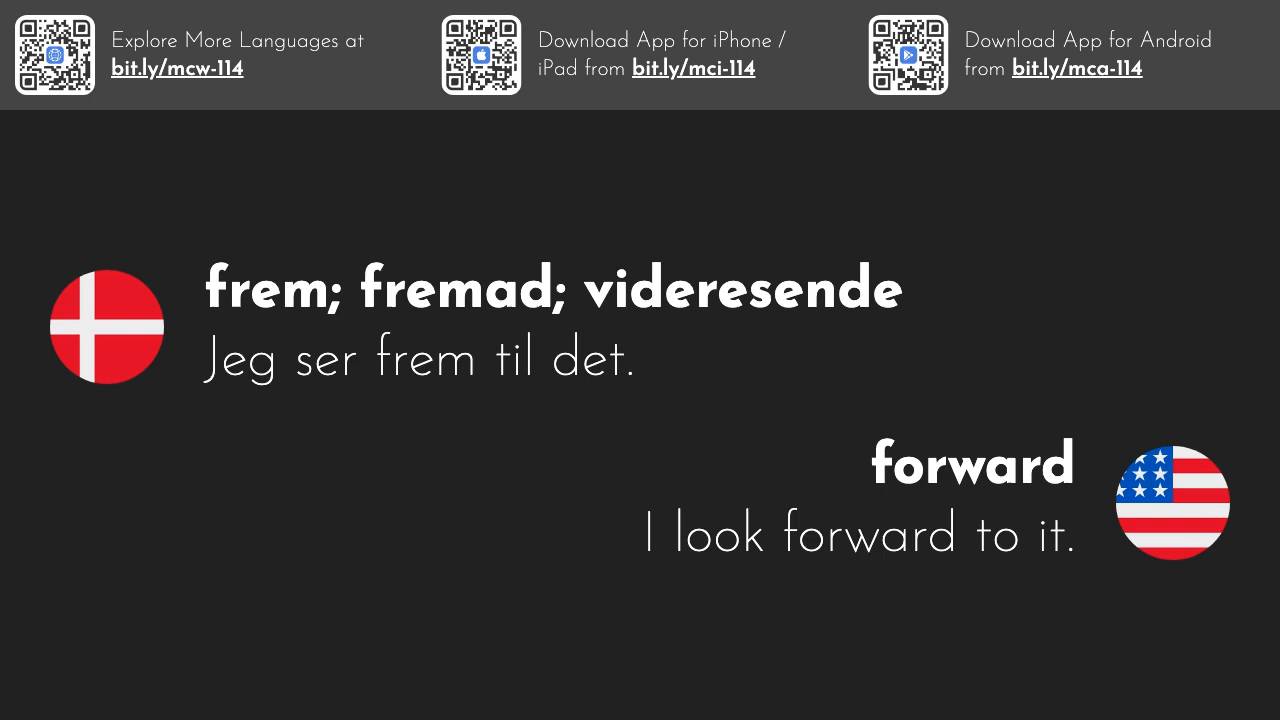 Explore More Languages at
bit.ly/mcw-114
Download App for iPhone /
iPad from bit.ly/mci-114
Download App for Android
from bit.ly/mca-114
frem; fremad; videresende
Jeg ser frem til det.
forward
I look forward to it.